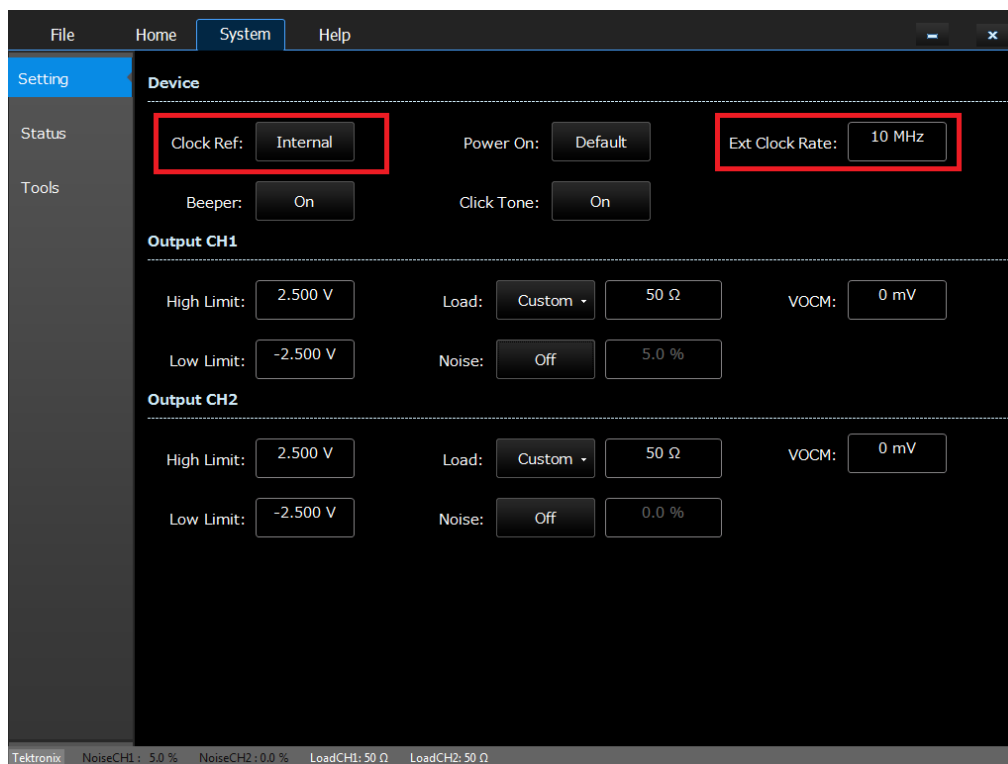 File Home System Help
Setting
Device
Status
Clock Ref: Internal Power On: Default Ext Clock Rate: 10 MHz
Tools
Beeper: On Click Tone: On
Output CH1
High Limit: 2.500 V Load: Custom 50 Ω VOCM: 0 mV
Low Limit: -2.500 V Noise: Off 5.0 %
Output CH2
High Limit: 2.500 V Load: Custom 50 Ω VOCM: 0 mV
Low Limit: -2.500 V Noise: Off 0.0 %
Tektronix NoiseCH1 : 5.0 % NoiseCH2 : 0.0 % LoadCH1: 50 Ω LoadCH2: 50 Ω